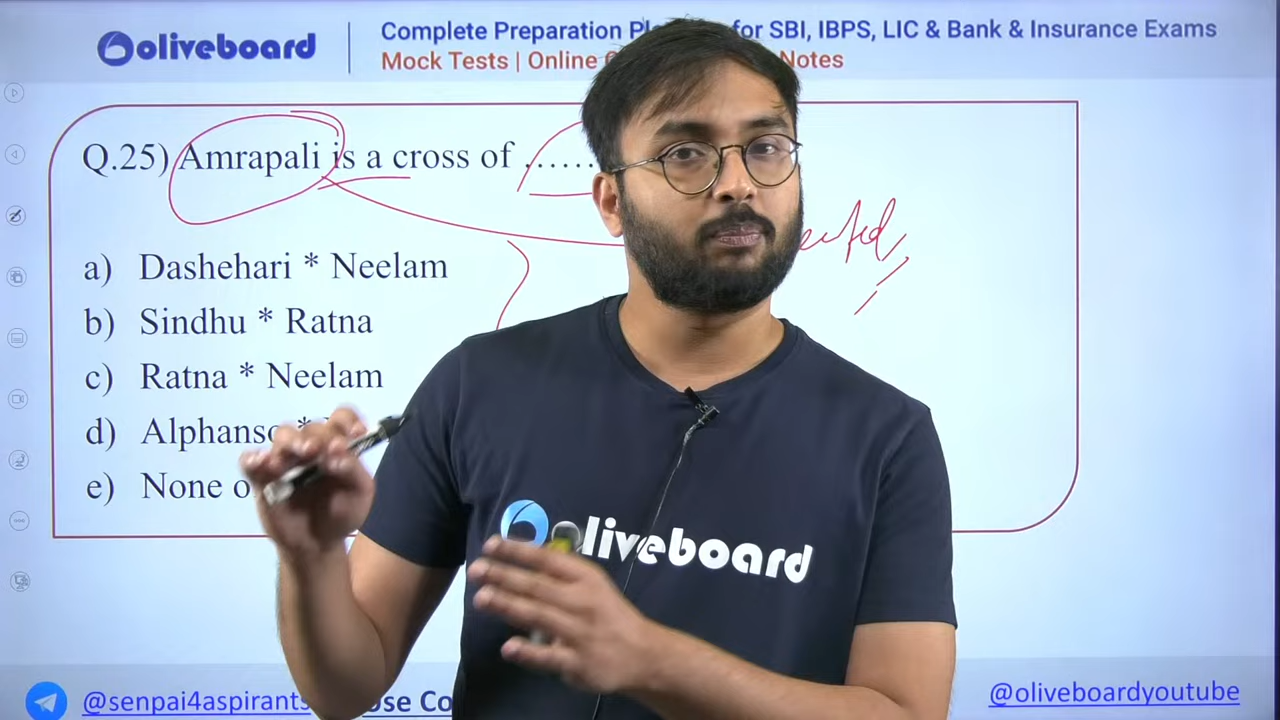 oliveboard
Complete Preparation for SBI, IBPS, LIC & Bank & Insurance Exams
Mock Tests | Online Notes
Q.25) Amrapali is a cross of ......
a) Dashehari * Neelam
b) Sindhu * Ratna
c) Ratna * Neelam
d) Alphanso *
e) None
oliveboard
@senpai4aspirants
@oliveboardyoutube